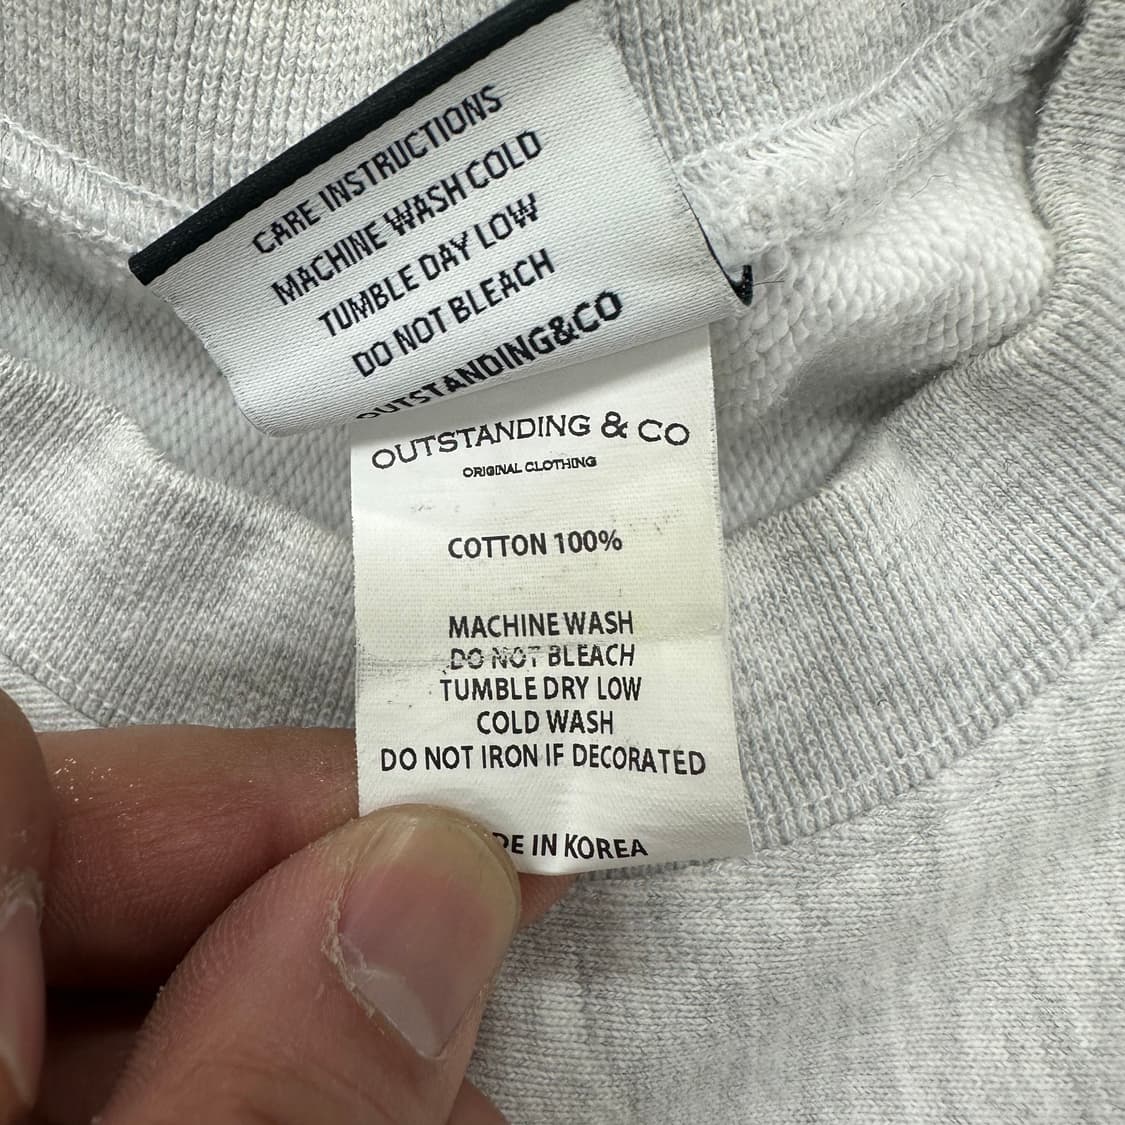 CARE INSTRUCTIONS
MACHINE WASH COLD
TUMBLE DAY LOW
DO NOT BLEACH
OUTSTANDING&CO
OUTSTANDING & CO
ORIGINAL CLOTHING
COTTON 100%
MACHINE WASH
DO NOT BLEACH
TUMBLE DRY LOW
COLD WASH
DO NOT IRON IF DECORATED
DE IN KOREA